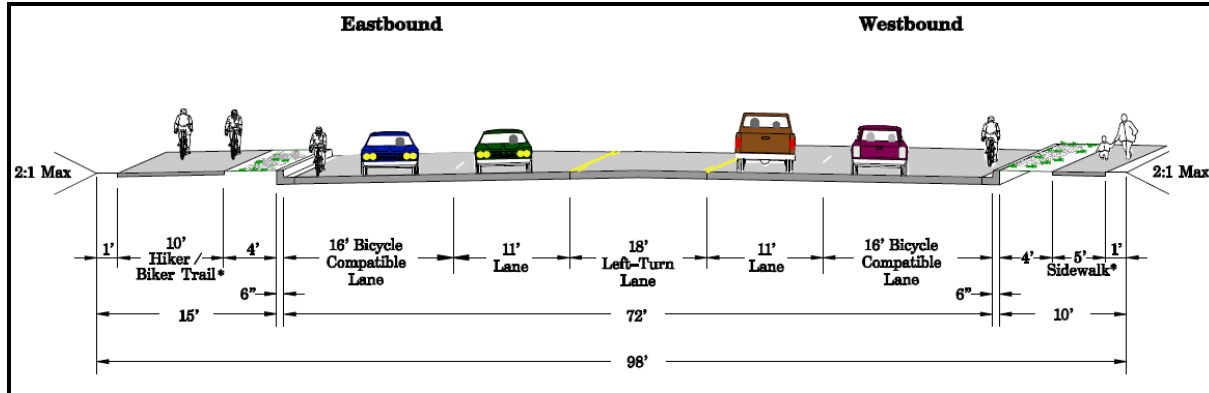 Eastbound
Westbound
2:1 Max
2:1 Max
1'
10'
Hiker /
Biker Trail*
4'
16' Bicycle
Compatible
Lane
11'
Lane
18'
Left-Turn
Lane
11'
Lane
16' Bicycle
Compatible
Lane
4'
5'
Sidewalk*
1'
6"
6"
15'
72'
10'
98'